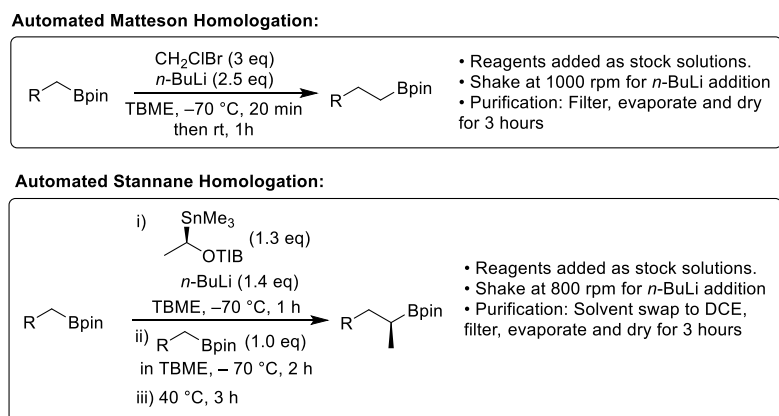 Automated Matteson Homologation:
CH2ClBr (3 eq)
n-BuLi (2.5 eq)
R Bpin
TBME, –70 °C, 20 min
then rt, 1h
R Bpin
• Reagents added as stock solutions.
• Shake at 1000 rpm for n-BuLi addition
• Purification: Filter, evaporate and dry
for 3 hours
Automated Stannane Homologation:
i)
SnMe3
OTIB (1.3 eq)
n-BuLi (1.4 eq)
TBME, –70 °C, 1 h
R Bpin
ii) R Bpin (1.0 eq)
in TBME, – 70 °C, 2 h
iii) 40 °C, 3 h
R Bpin
• Reagents added as stock solutions.
• Shake at 800 rpm for n-BuLi addition
• Purification: Solvent swap to DCE,
filter, evaporate and dry for 3 hours